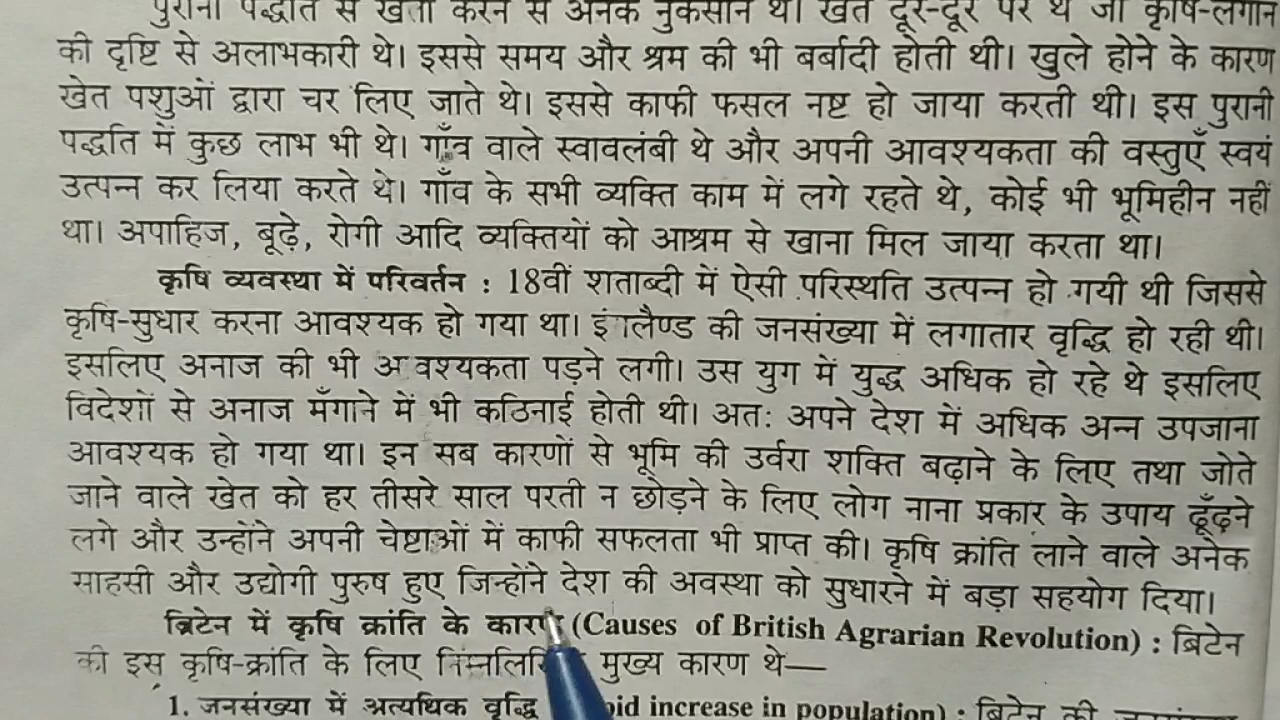 पुरानी पद्धति से खेती करने से अनेक नुकसान थे। खेत दूर-दूर पर थे जो कृषि-लगान
की दृष्टि से अलाभकारी थे। इससे समय और श्रम की भी बर्बादी होती थी। खुले होने के कारण
खेत पशुओं द्वारा चर लिए जाते थे। इससे काफी फसल नष्ट हो जाया करती थी। इस पुरानी
पद्धति में कुछ लाभ भी थे। गाँव वाले स्वावलंबी थे और अपनी आवश्यकता की वस्तुएँ स्वयं
उत्पन्न कर लिया करते थे। गाँव के सभी व्यक्ति काम में लगे रहते थे, कोई भी भूमिहीन नहीं
था। अपाहिज, बूढ़े, रोगी आदि व्यक्तियों को आश्रम से खाना मिल जाया करता था।
कृषि व्यवस्था में परिवर्तन : 18वीं शताब्दी में ऐसी परिस्थति उत्पन्न हो गयी थी जिससे
कृषि-सुधार करना आवश्यक हो गया था। इंगलैण्ड की जनसंख्या में लगातार वृद्धि हो रही थी।
इसलिए अनाज की भी आवश्यकता पड़ने लगी। उस युग में युद्ध अधिक हो रहे थे इसलिए
विदेशों से अनाज मँगाने में भी कठिनाई होती थी। अतः अपने देश में अधिक अन्न उपजाना
आवश्यक हो गया था। इन सब कारणों से भूमि की उर्वरा शक्ति बढ़ाने के लिए तथा जोते
जाने वाले खेत को हर तीसरे साल परती न छोड़ने के लिए लोग नाना प्रकार के उपाय ढूँढ़ने
लगे और उन्होंने अपनी चेष्टाओं में काफी सफलता भी प्राप्त की। कृषि क्रांति लाने वाले अनेक
साहसी और उद्योगी पुरुष हुए जिन्होंने देश की अवस्था को सुधारने में बड़ा सहयोग दिया।
ब्रिटेन में कृषि क्रांति के कारण (Causes of British Agrarian Revolution) : ब्रिटेन
की इस कृषि-क्रांति के लिए मुख्य कारण थे—
1. जनसंख्या में अत्यधिक वृद्धि increase in population) : ब्रिटेन की